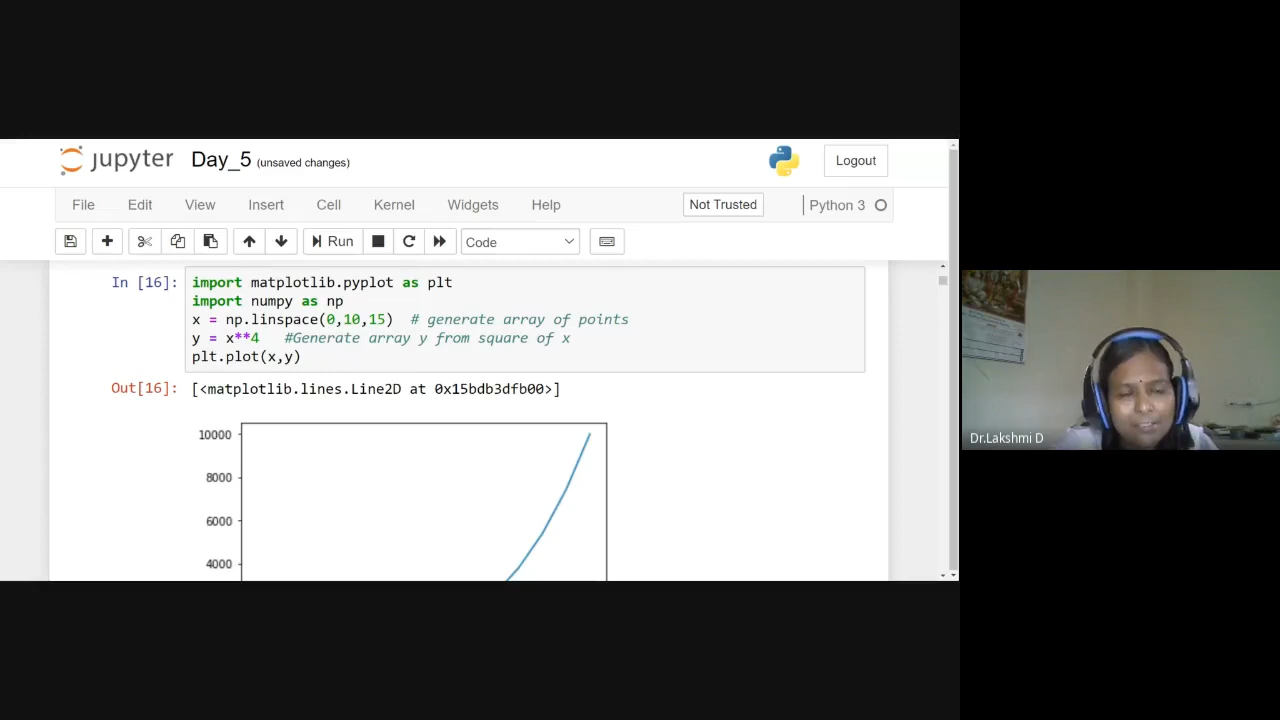 jupyter Day_5 (unsaved changes)
Logout
File Edit View Insert Cell Kernel Widgets Help
Not Trusted
Python 3
Run
Code
In [16]:
import matplotlib.pyplot as plt
import numpy as np
x = np.linspace(0,10,15)  # generate array of points
y = x**4   #Generate array y from square of x
plt.plot(x,y)
Out[16]: [<matplotlib.lines.Line2D at 0x15bdb3dfb00>]
10000
8000
6000
4000
Dr.Lakshmi D